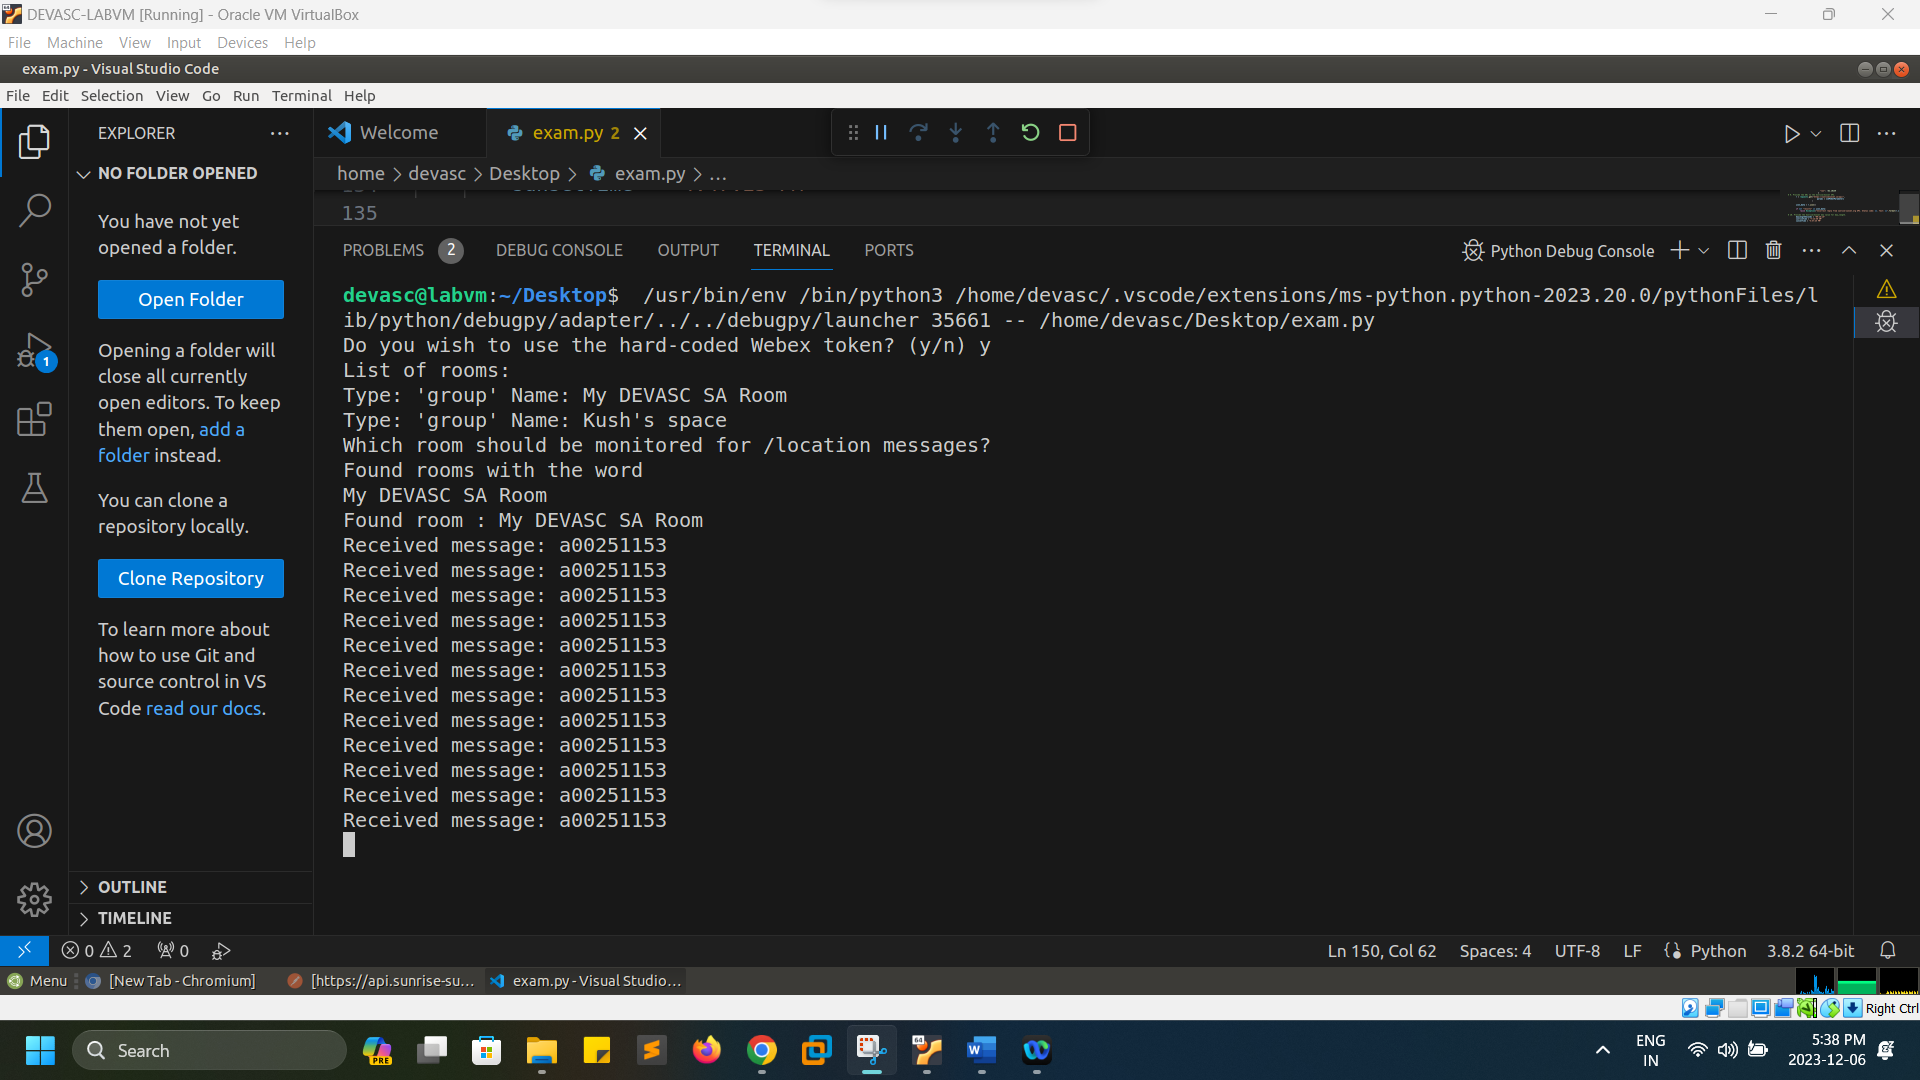 DEVASC-LABVM [Running] - Oracle VM VirtualBox
File Machine View Input Devices Help
exam.py - Visual Studio Code
File Edit Selection View Go Run Terminal Help
EXPLORER
NO FOLDER OPENED
You have not yet
opened a folder.
Open Folder
Opening a folder will
close all currently
open editors. To keep
them open, add a
folder instead.
You can clone a
repository locally.
Clone Repository
To learn more about
how to use Git and
source control in VS
Code read our docs.
OUTLINE
TIMELINE
1
Welcome
exam.py 2
home > devasc > Desktop > exam.py > ...
135
PROBLEMS 2 DEBUG CONSOLE OUTPUT TERMINAL PORTS
Python Debug Console
devasc@labvm:~/Desktop$ /usr/bin/env /bin/python3 /home/devasc/.vscode/extensions/ms-python.python-2023.20.0/pythonFiles/l
ib/python/debugpy/adapter/../../debugpy/launcher 35661 -- /home/devasc/Desktop/exam.py
Do you wish to use the hard-coded Webex token? (y/n) y
List of rooms:
Type: 'group' Name: My DEVASC SA Room
Type: 'group' Name: Kush's space
Which room should be monitored for /location messages?
Found rooms with the word
My DEVASC SA Room
Found room : My DEVASC SA Room
Received message: a00251153
Received message: a00251153
Received message: a00251153
Received message: a00251153
Received message: a00251153
Received message: a00251153
Received message: a00251153
Received message: a00251153
Received message: a00251153
Received message: a00251153
Received message: a00251153
Received message: a00251153
0 2 0
Ln 150, Col 62 Spaces: 4 UTF-8 LF Python 3.8.2 64-bit
Menu [New Tab - Chromium] [https://api.sunrise-su... exam.py - Visual Studio...
Right Ctrl
Search
PRE
64
ENG
IN
5:38 PM
2023-12-06